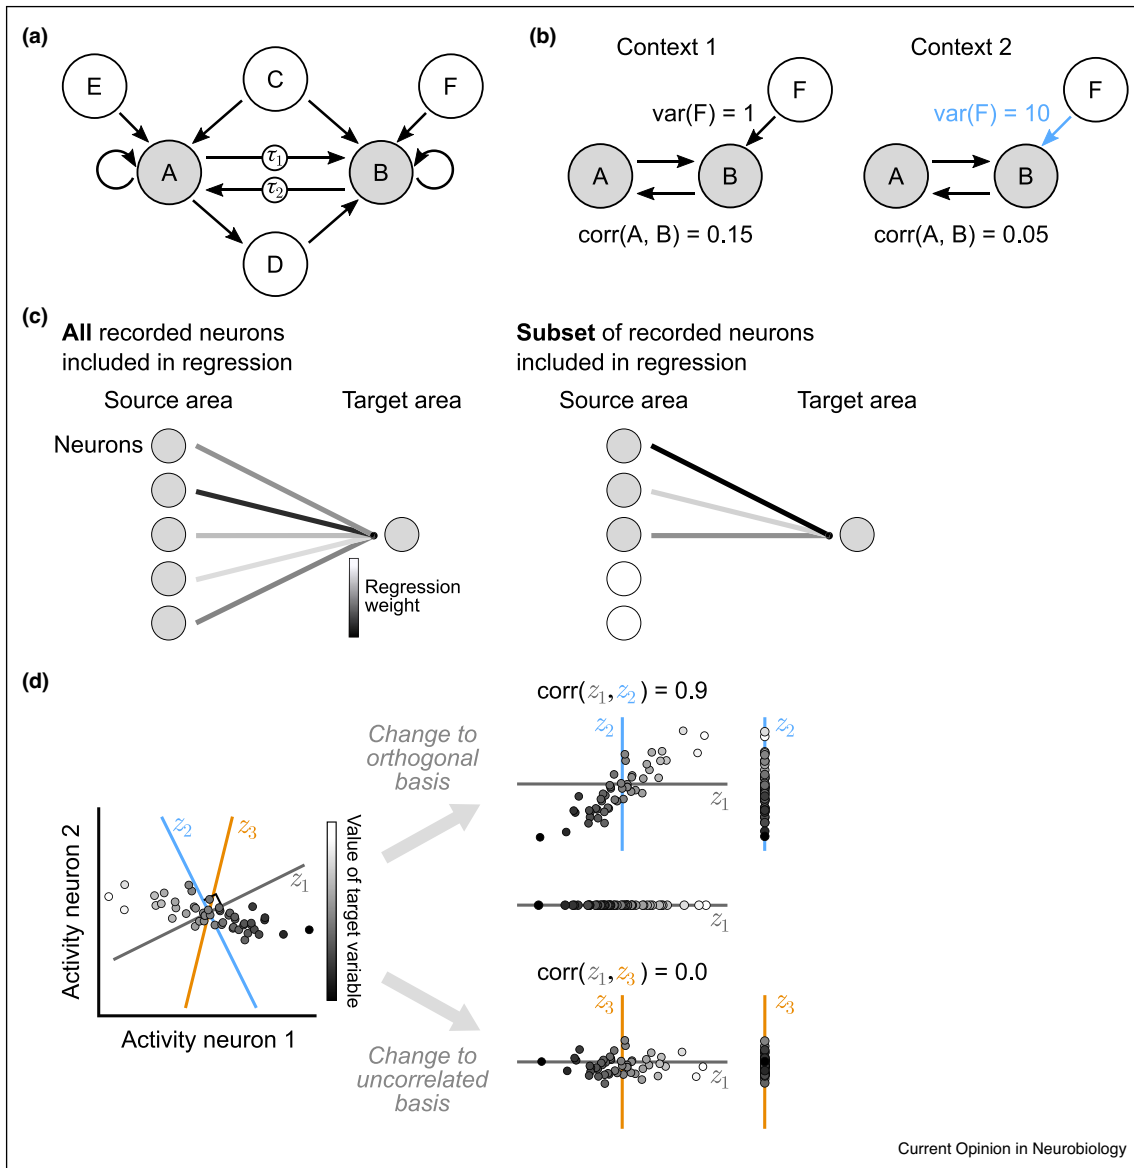 (a)
E
C
F
A
τ1
B
τ2
D
(b)
Context 1
Context 2
F
F
var(F) = 1
var(F) = 10
A
B
A
B
corr(A, B) = 0.15
corr(A, B) = 0.05
(c)
All recorded neurons
included in regression
Source area
Target area
Neurons
Regression
weight
Subset of recorded neurons
included in regression
Source area
Target area
(d)
Activity neuron 2
Activity neuron 1
z2
z3
z1
Value of target variable
Change to
orthogonal
basis
corr(z1, z2) = 0.9
z2
z1
z2
z1
Change to
uncorrelated
basis
corr(z1, z3) = 0.0
z3
z1
z3
Current Opinion in Neurobiology